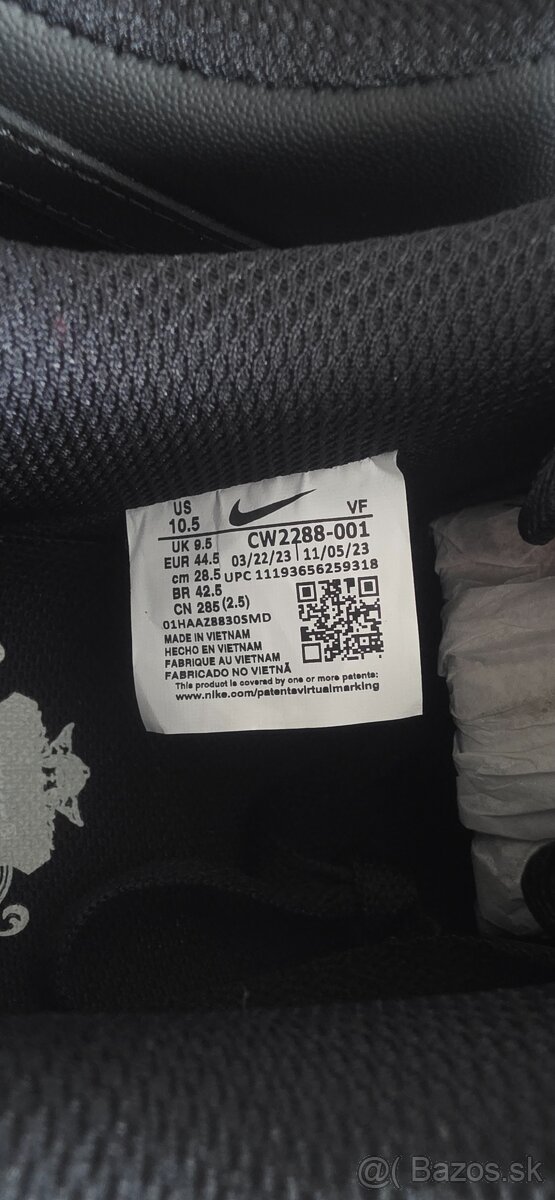 US
10.5
VF
UK 9.5
CW2288-001
EUR 44.5
03/22/23 11/05/23
cm 28.5
UPC 11193656259318
BR 42.5
CN 285 (2.5)
01HAAZ8830SMD
MADE IN VIETNAM
HECHO EN VIETNAM
FABRIQUE AU VIETNAM
FABRICADO NO VIETNÃ
This product is covered by one or more patents:
www.nike.com/patentavirtualmarking
@( Bazos.sk